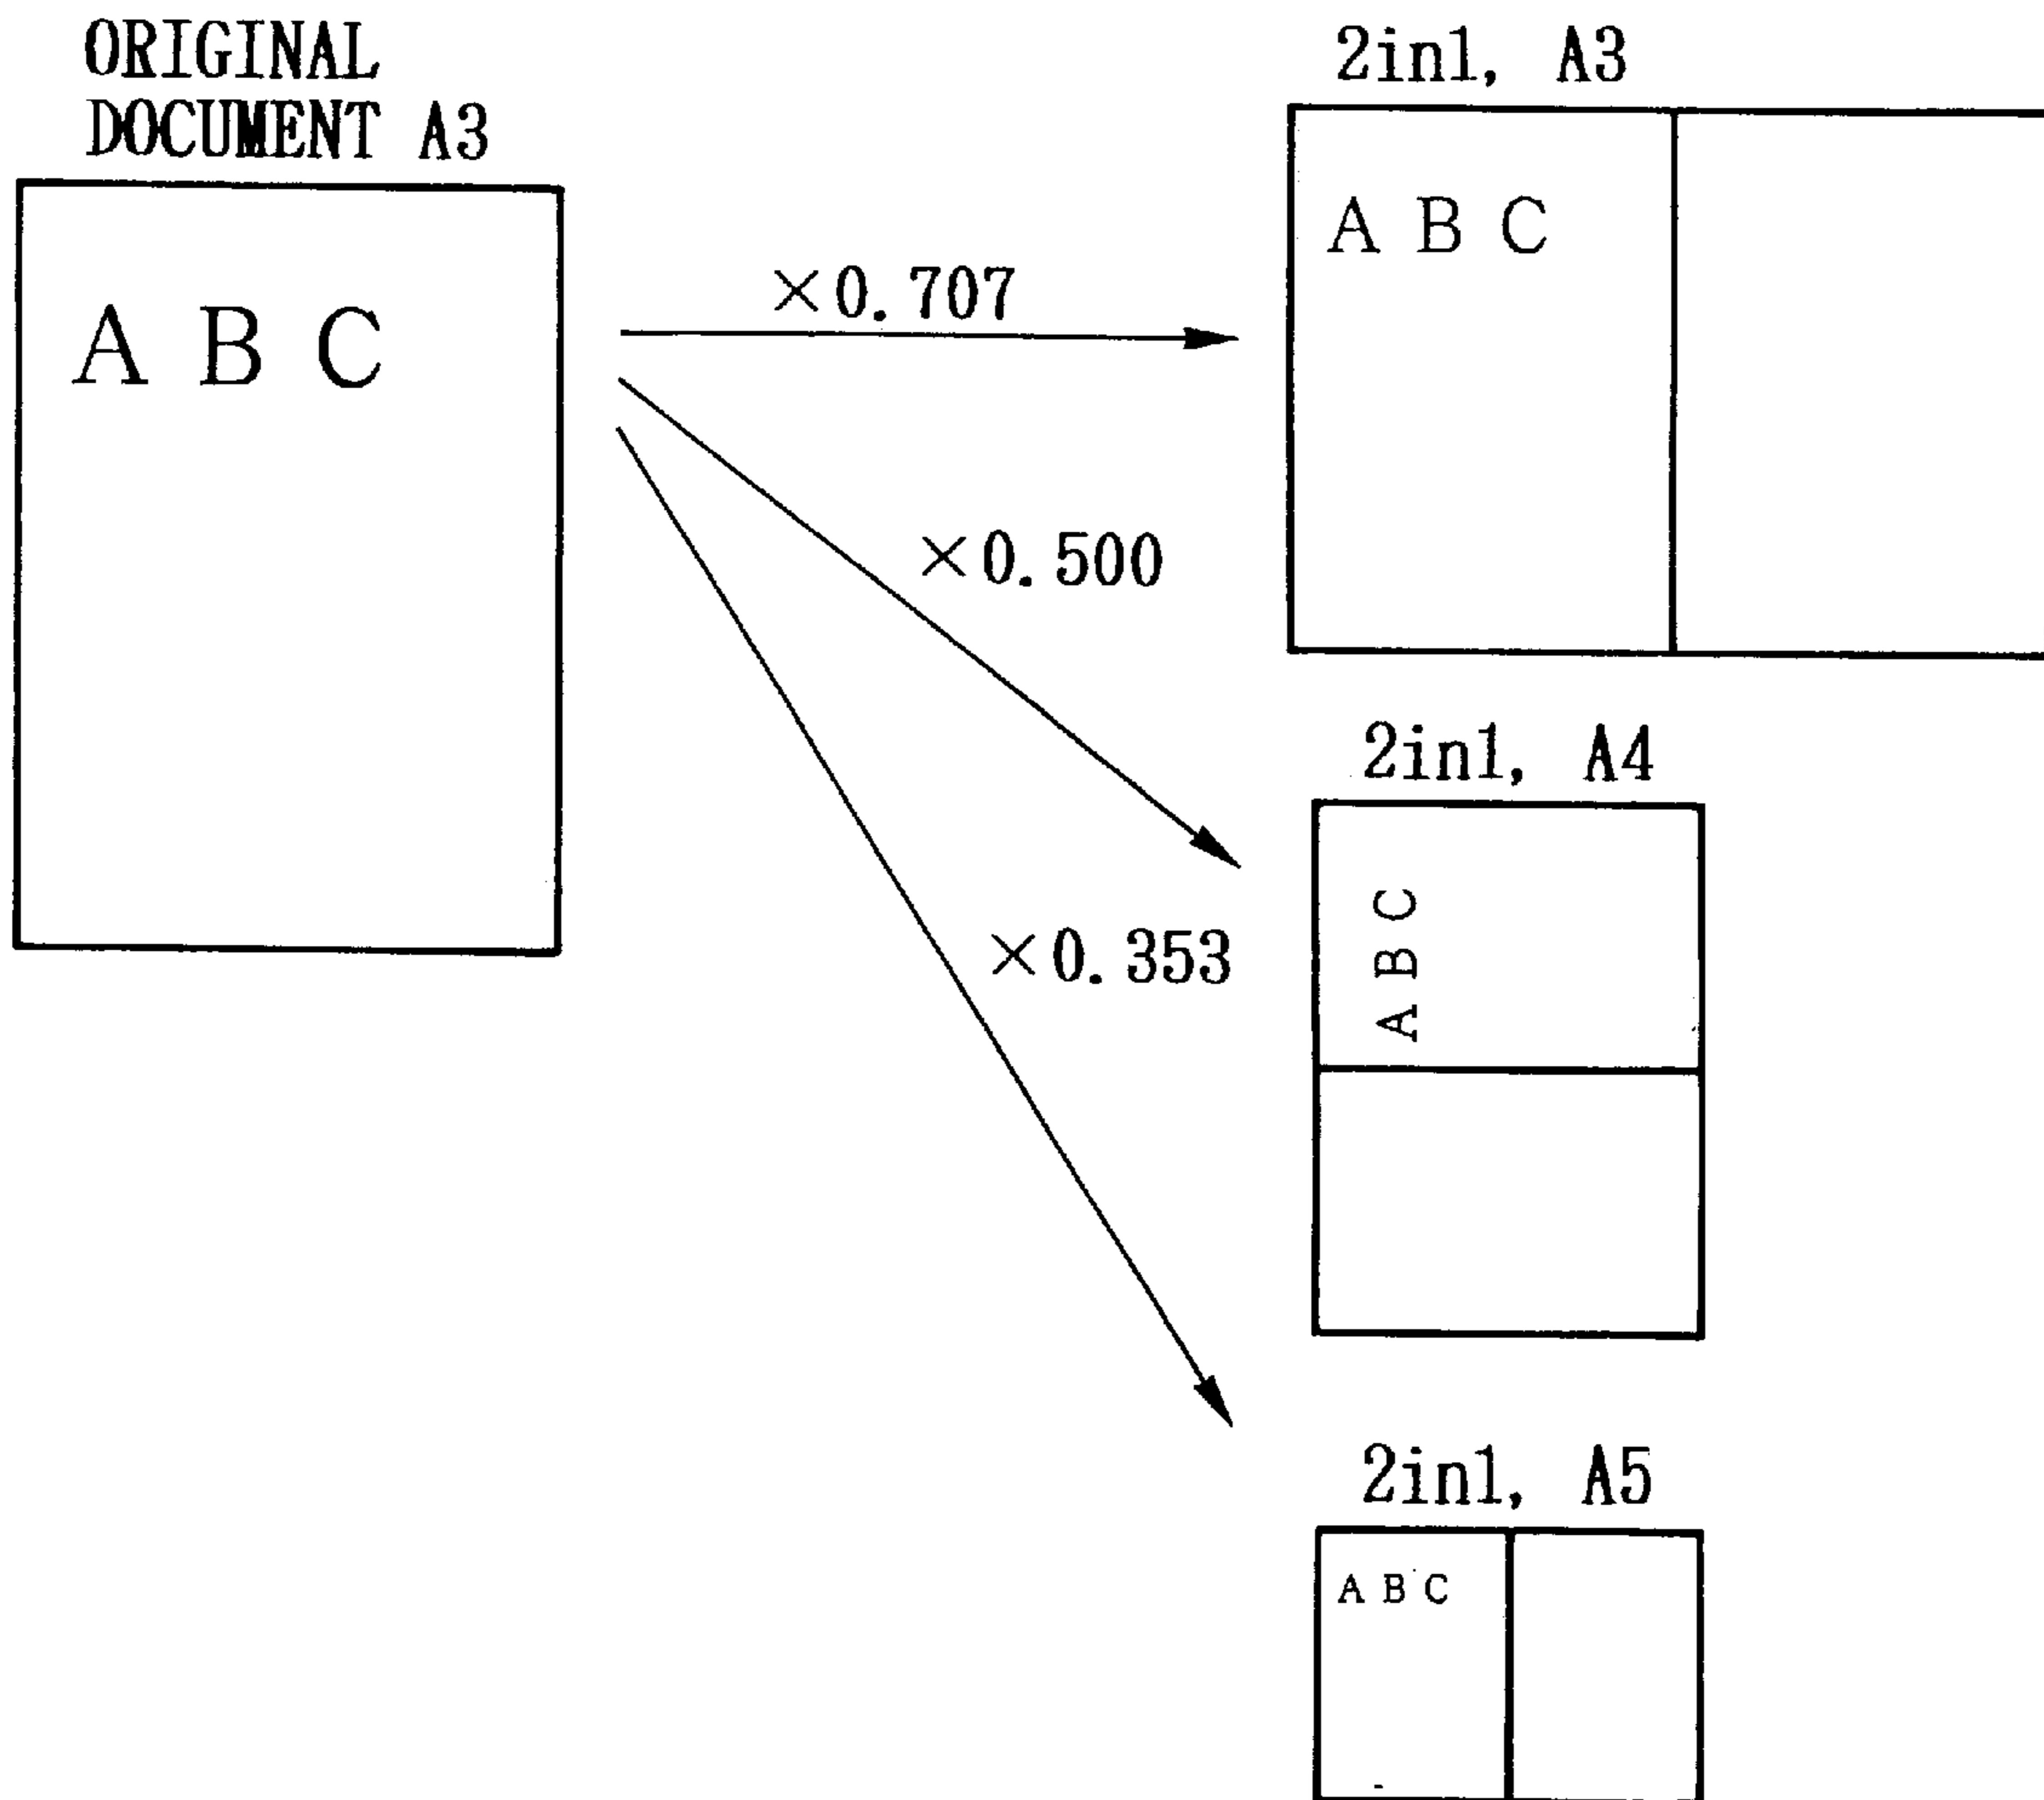 ORIGINAL
DOCUMENT A3
A B C
×0.707
×0.500
×0.353
2in1, A3
A B C
2in1, A4
A B C
2in1, A5
A B C